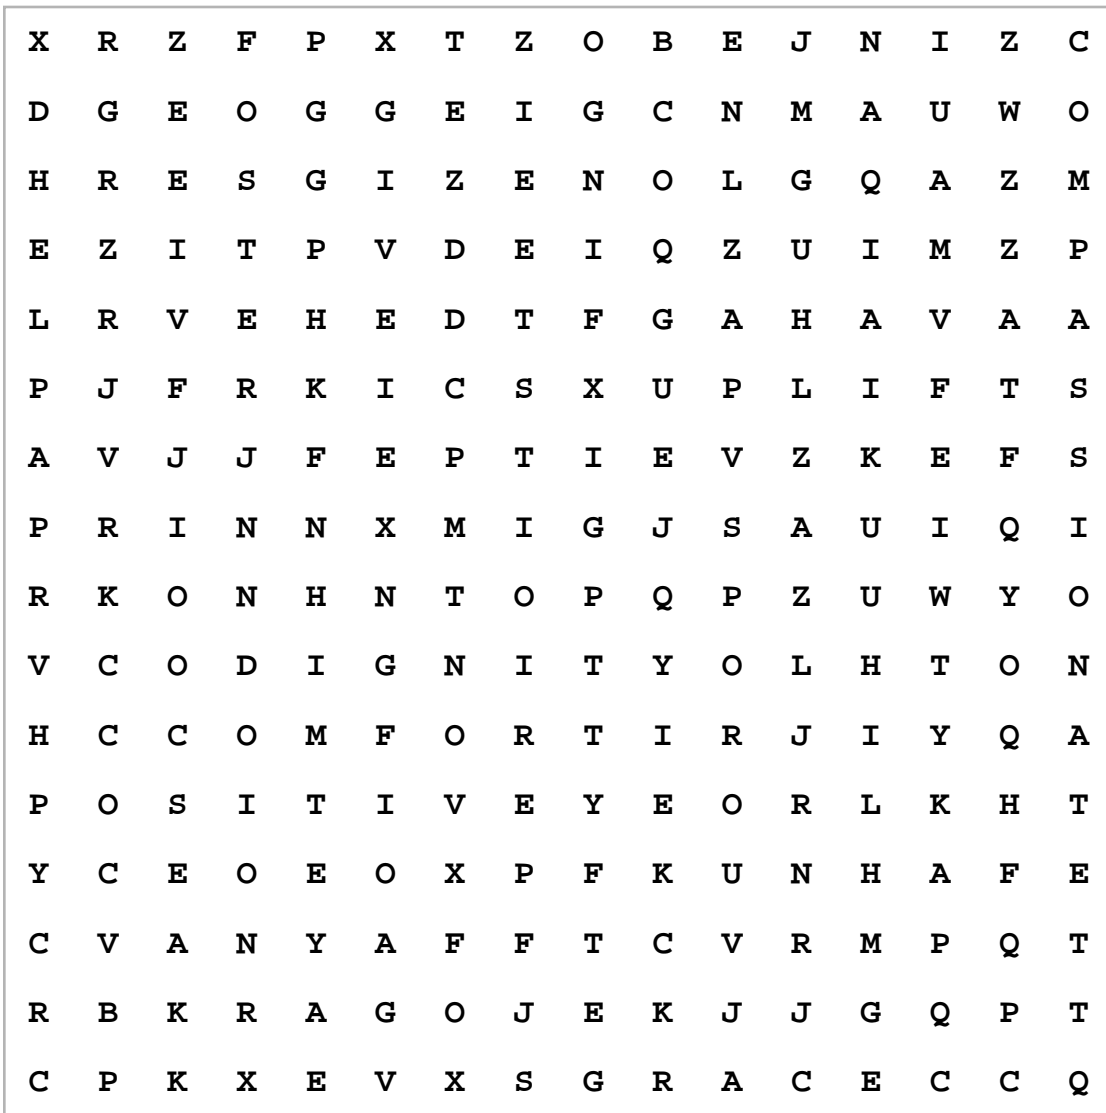 X R Z F P X T Z O B E J N I Z C
D G E O G G E I G C N M A U W O
H R E S G I Z E N O L G Q A Z M
E Z I T P V D E I Q Z U I M Z P
L R V E H E D T F G A H A V A A
P J F R K I C S X U P L I F T S
A V J J F E P T I E V Z K E F S
P R I N N X M I G J S A U I Q I
R K O N H N T O P Q P Z U W Y O
V C O D I G N I T Y O L H T O N
H C C O M F O R T I R J I Y Q A
P O S I T I V E Y E O R L K H T
Y C E O E O X P F K U N H A F E
C V A N Y A F F T C V R M P Q T
R B K R A G O J E K J J G Q P T
C P K X E V X S G R A C E C C Q